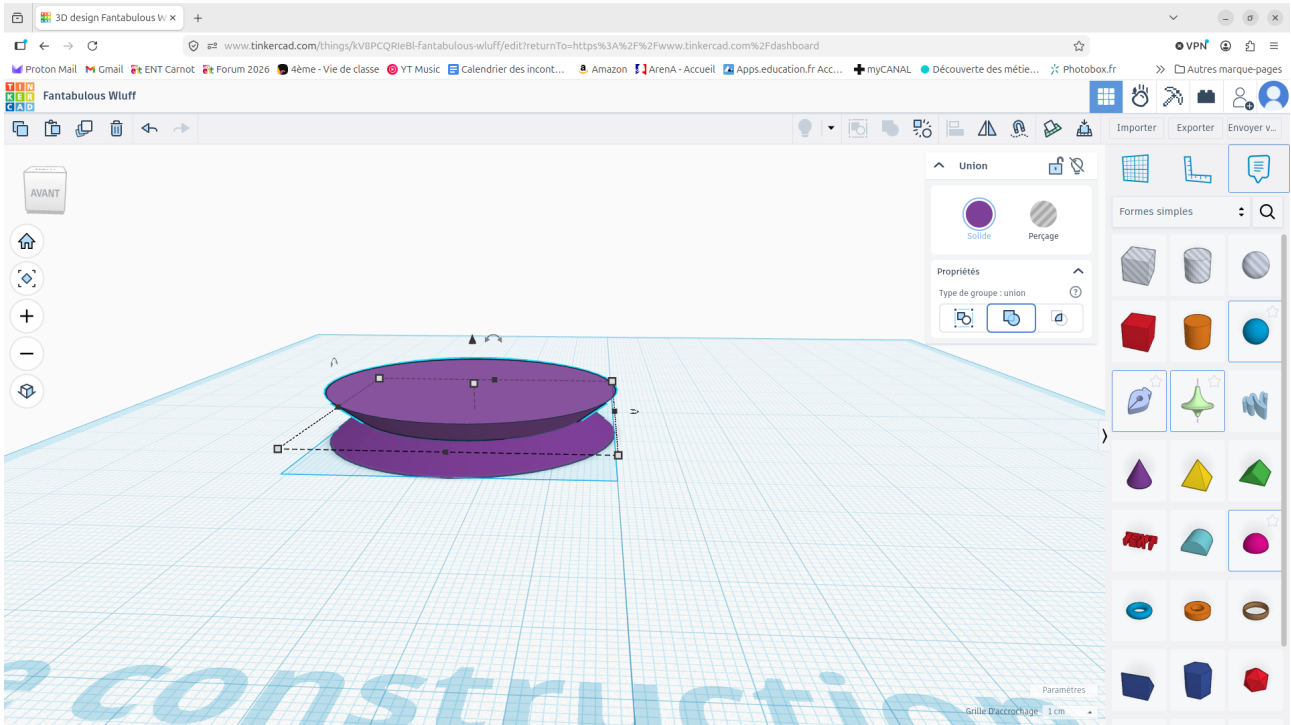 3D design Fantabulous W
www.tinkercad.com/things/kV8PCQRIeBl-fantabulous-wluff/edit?returnTo=https%3A%2F%2Fwww.tinkercad.com%2Fdashboard
VPN
Proton Mail Gmail ENT Carnot Forum 2026 4ème - Vie de classe YT Music Calendrier des incont… Amazon ArenA - Accueil Apps.education.fr Acc… myCANAL Découverte des métie… Photobox.fr Autres marque-pages
TIN
KER
CAD
Fantabulous Wluff
Importer Exporter Envoyer v...
Union
AVANT
Solide Perçage
Formes simples
Propriétés
Type de groupe : union
TEXT
construction
Paramètres
Grille D'accrochage 1 cm